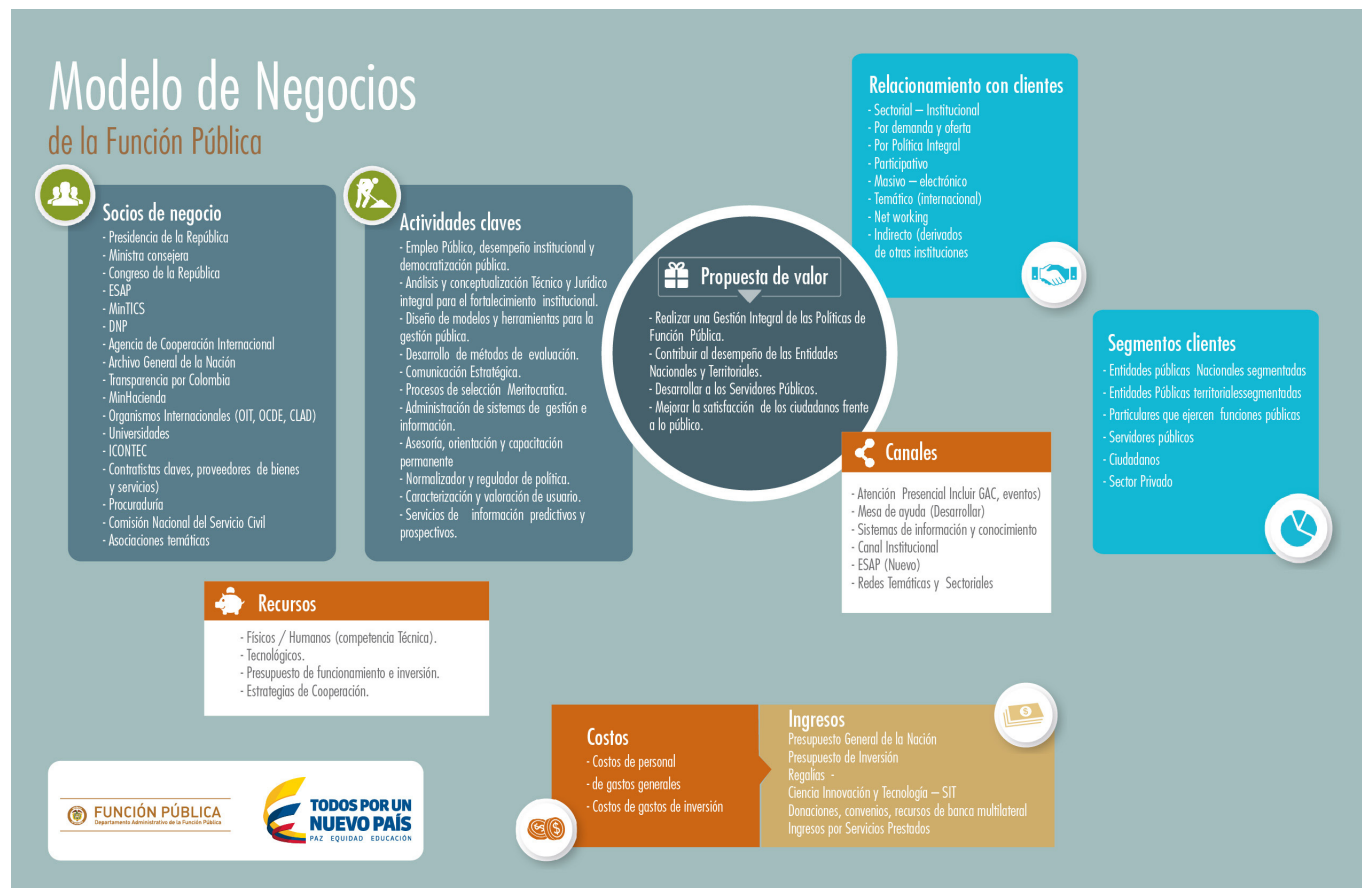 Modelo de Negocios
de la Función Pública
Socios de negocio
- Presidencia de la República
- Ministra consejera
- Congreso de la República
- ESAP
- MinTICS
- DNP
- Agencia de Cooperación Internacional
- Archivo General de la Nación
- Transparencia por Colombia
- MinHacienda
- Organismos Internacionales (OIT, OCDE, CLAD)
- Universidades
- ICONTEC
- Contratistas claves, proveedores de bienes
y servicios)
- Procuraduría
- Comisión Nacional del Servicio Civil
- Asociaciones temáticas
Actividades claves
- Empleo Público, desempeño institucional y
democratización pública.
- Análisis y conceptualización Técnico y Jurídico
integral para el fortalecimiento institucional.
- Diseño de modelos y herramientas para la
gestión pública.
- Desarrollo de métodos de evaluación.
- Comunicación Estratégica.
- Procesos de selección Meritocratica.
- Administración de sistemas de gestión e
información.
- Asesoría, orientación y capacitación
permanente
- Normalizador y regulador de política.
- Caracterización y valoración de usuario.
- Servicios de información predictivos y
prospectivos.
Propuesta de valor
- Realizar una Gestión Integral de las Políticas de
Función Pública.
- Contribuir al desempeño de las Entidades
Nacionales y Territoriales.
- Desarrollar a los Servidores Públicos.
- Mejorar la satisfacción de los ciudadanos frente
a lo público.
Relacionamiento con clientes
- Sectorial – Institucional
- Por demanda y oferta
- Por Política Integral
- Participativo
- Masivo – electrónico
- Temático (internacional)
- Net working
- Indirecto (derivados
de otras instituciones
Segmentos clientes
- Entidades públicas Nacionales segmentadas
- Entidades Públicas territorialessegmentadas
- Particulares que ejercen funciones públicas
- Servidores públicos
- Ciudadanos
- Sector Privado
Canales
- Atención Presencial Incluir GAC, eventos)
- Mesa de ayuda (Desarrollar)
- Sistemas de información y conocimiento
- Canal Institucional
- ESAP (Nuevo)
- Redes Temáticas y Sectoriales
Recursos
- Físicos / Humanos (competencia Técnica).
- Tecnológicos.
- Presupuesto de funcionamiento e inversión.
- Estrategias de Cooperación.
Costos
- Costos de personal
- de gastos generales
- Costos de gastos de inversión
Ingresos
Presupuesto General de la Nación
Presupuesto de Inversión
Regalías -
Ciencia Innovación y Tecnología – SIT
Donaciones, convenios, recursos de banca multilateral
Ingresos por Servicios Prestados
FUNCIÓN PÚBLICA
Departamento Administrativo de la Función Pública
TODOS POR UN
NUEVO PAÍS
PAZ EQUIDAD EDUCACIÓN